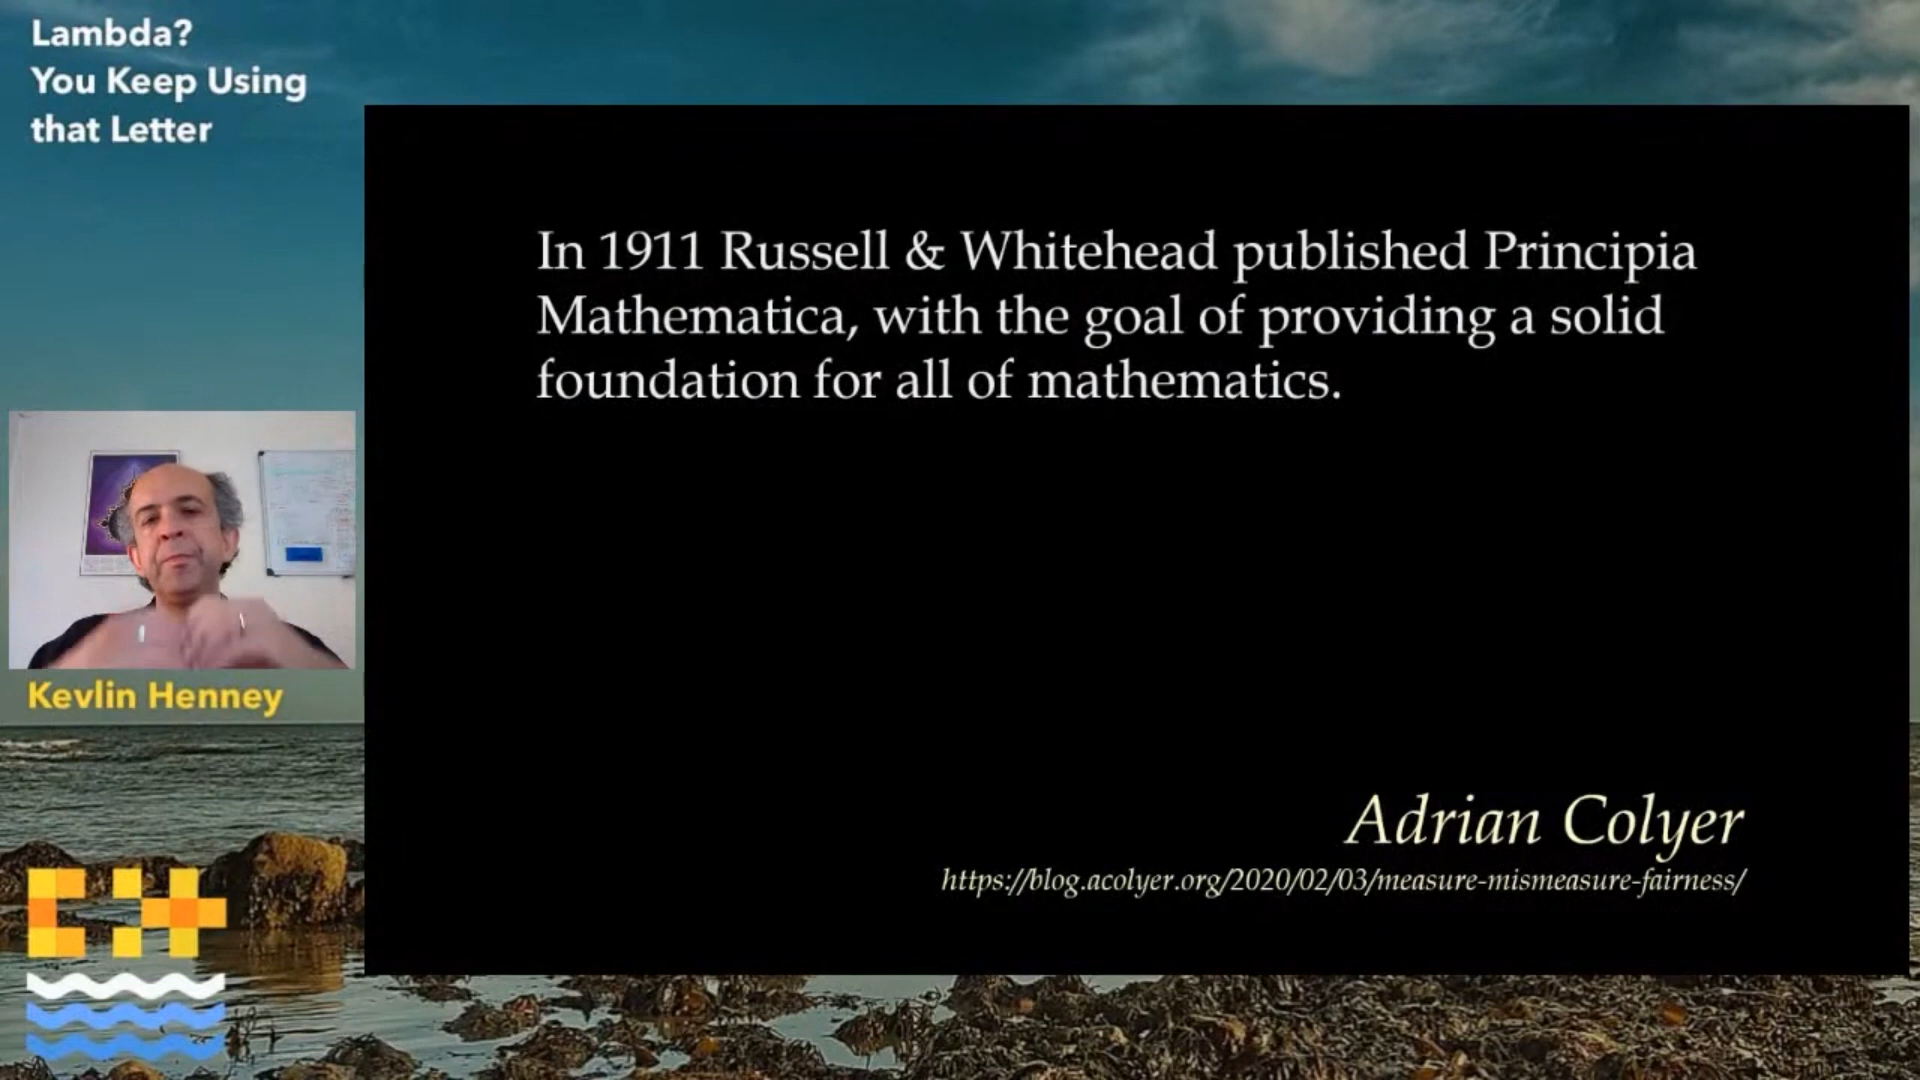 Lambda?
You Keep Using
that Letter
In 1911 Russell & Whitehead published Principia
Mathematica, with the goal of providing a solid
foundation for all of mathematics.
Kevlin Henney
Adrian Colyer
https://blog.acolyer.org/2020/02/03/measure-mismeasure-fairness/